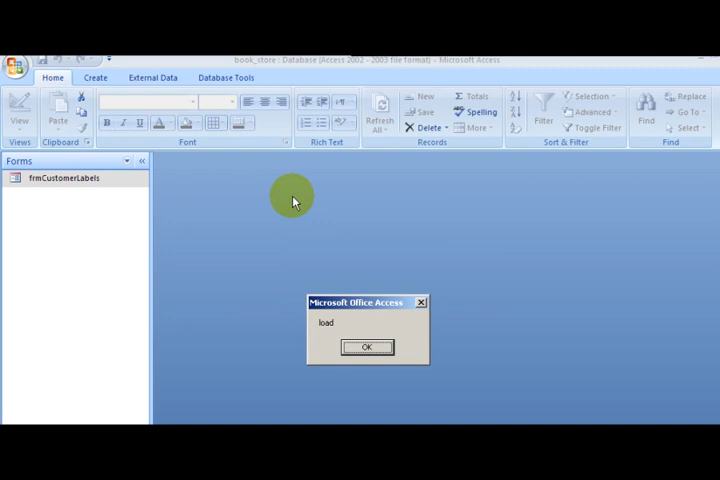 book_store : Database (Access 2002 - 2003 file format) - Microsoft Access
Home Create External Data Database Tools
View
Views
Paste
Clipboard
B I U A
Font
Rich Text
Refresh All
New
Save
Delete
Totals
Spelling
More
Records
Filter
Selection
Advanced
Toggle Filter
Sort & Filter
Find
Replace
Go To
Select
Find
Forms
frmCustomerLabels
Microsoft Office Access
load
OK